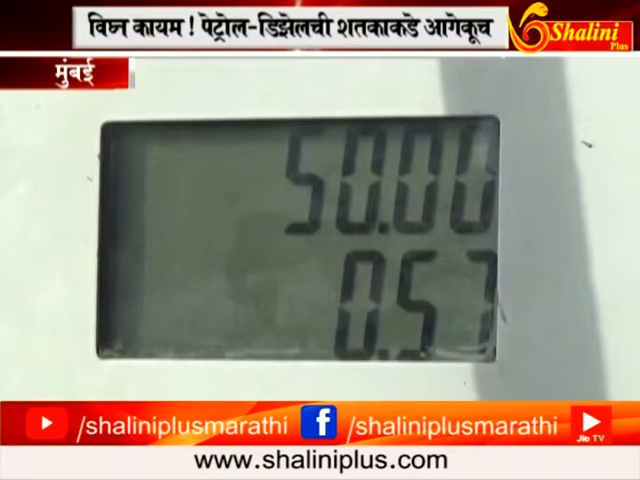 विघ्न कायम ! पेट्रोल-डिझेलची शतकाकडे आगेकूच
Shalini
Plus
मुंबई
50.00
0.57
/shaliniplusmarathi
/shaliniplusmarathi
Jio TV
www.shaliniplus.com